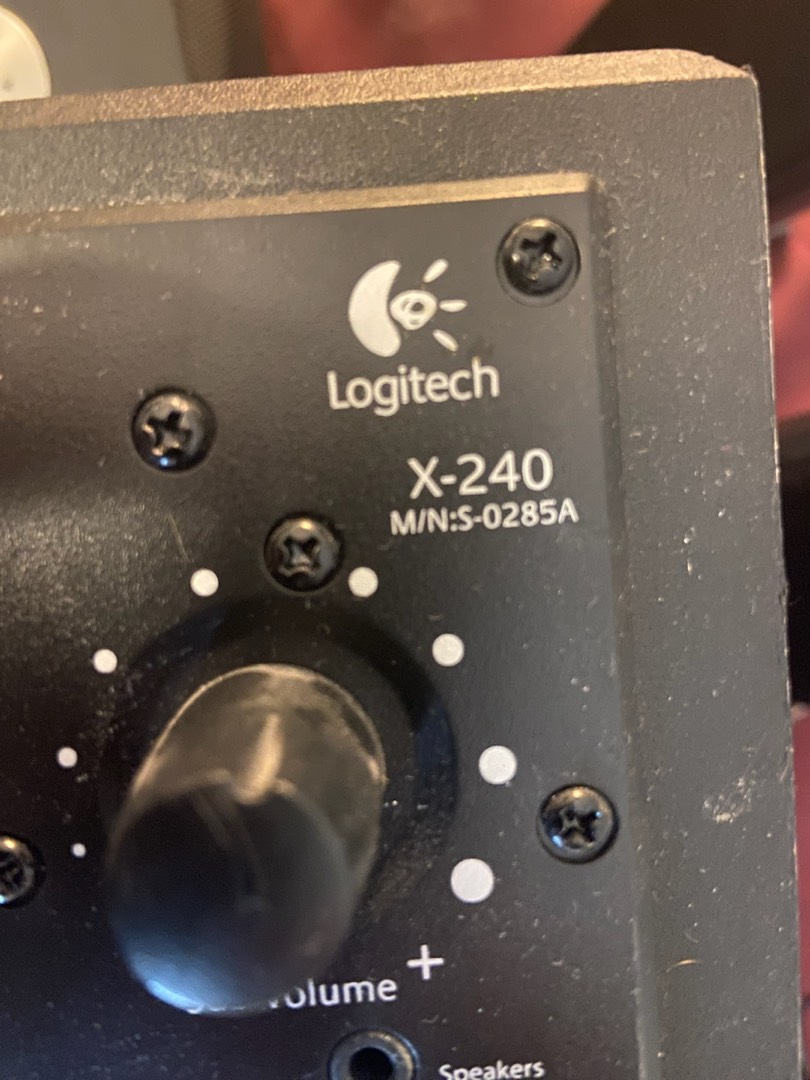 Logitech
X-240
M/N:S-0285A
+
Volume
Speakers